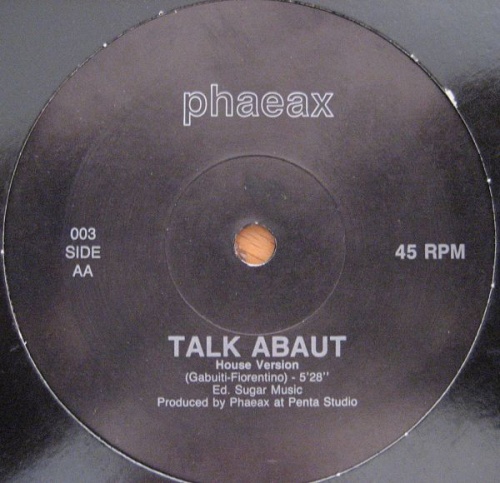 phaeax
003
SIDE
AA
45 RPM
TALK ABAUT
House Version
(Gabuiti-Fiorentino) - 5'28''
Ed. Sugar Music
Produced by Phaeax at Penta Studio